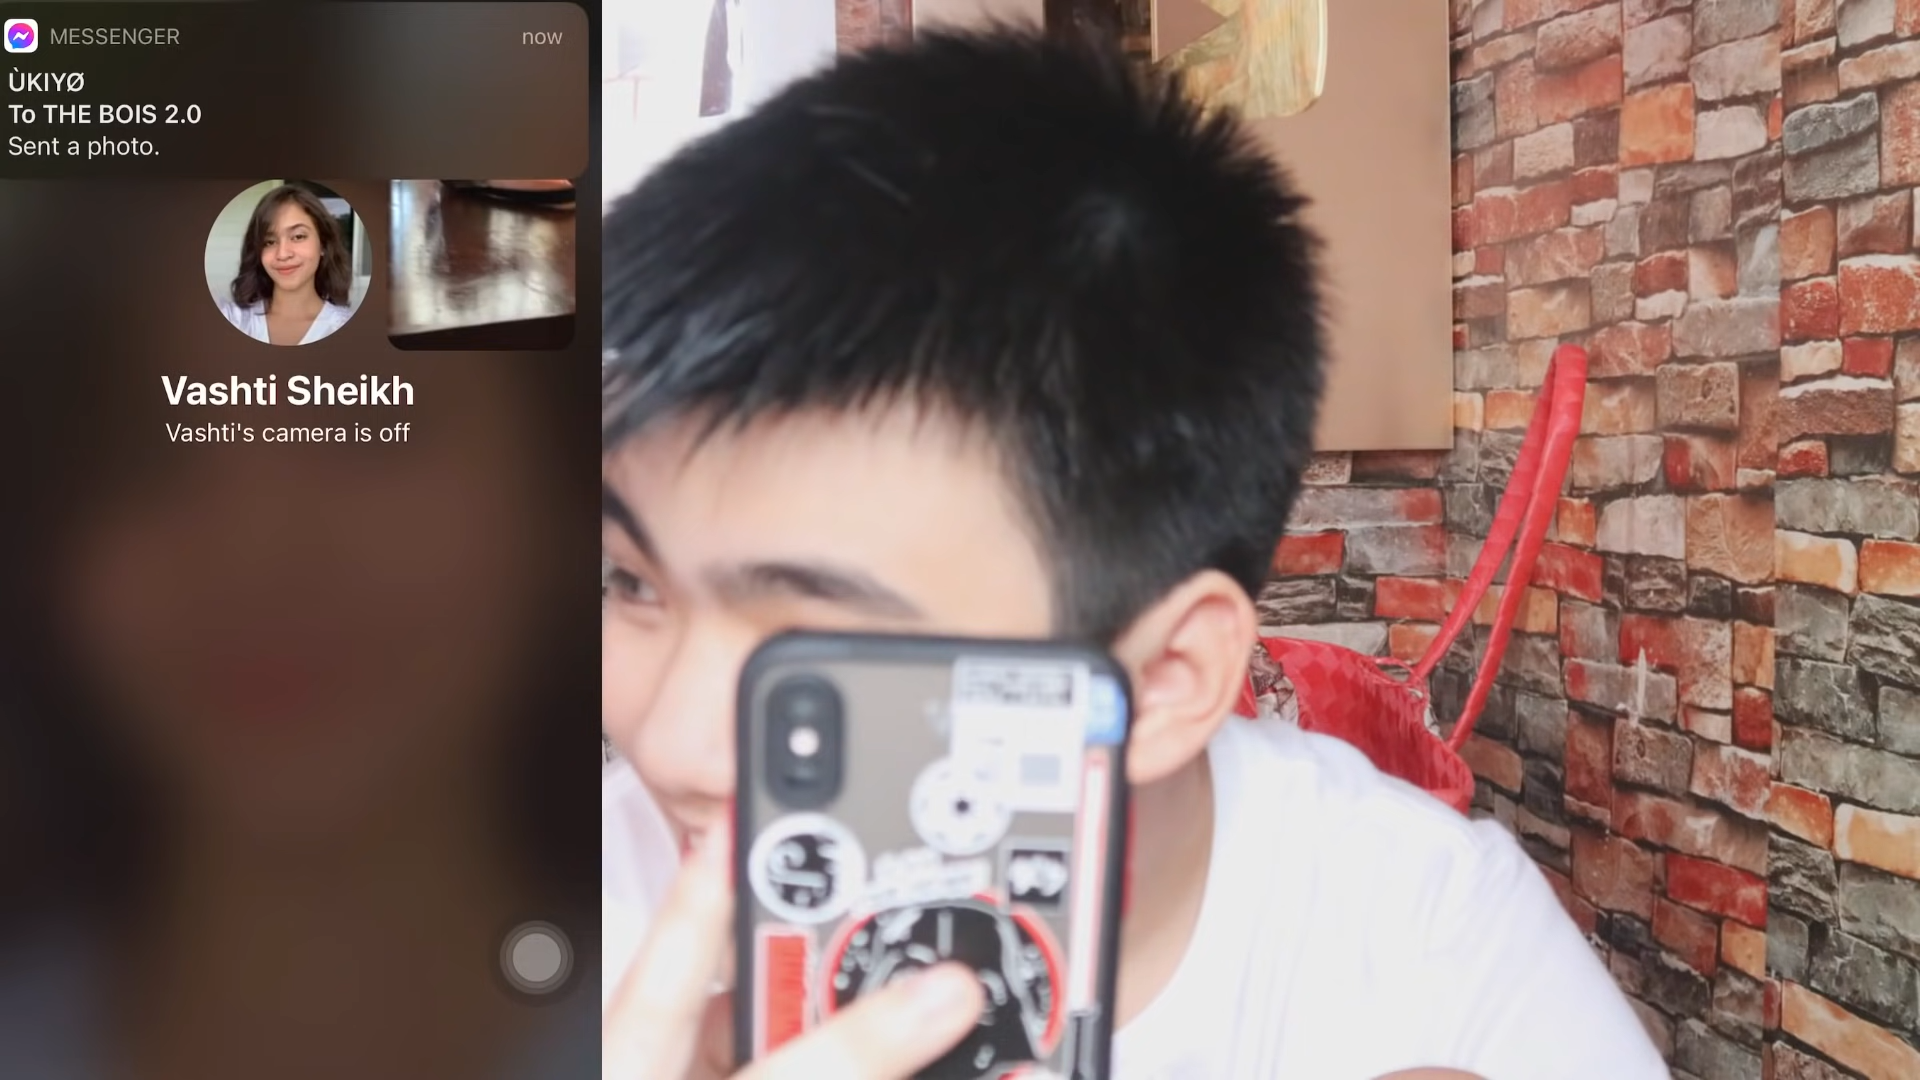 MESSENGER now
ÙKIYØ
To THE BOIS 2.0
Sent a photo.
Vashti Sheikh
Vashti's camera is off